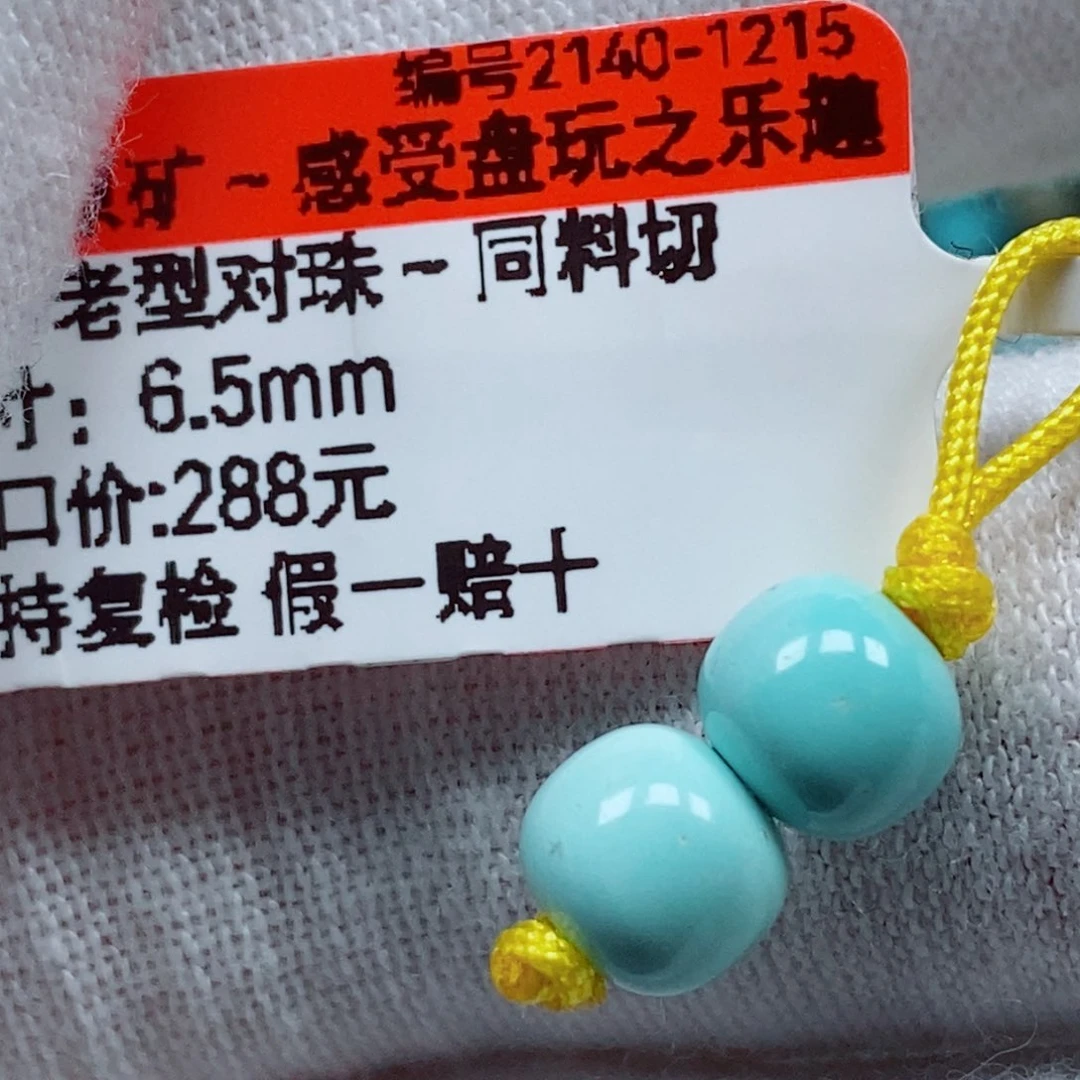 编号2140-1215
矿~感受盘玩之乐趣
老型对珠~同料切
寸：6.5mm
口价:288元
持复检 假一赔十